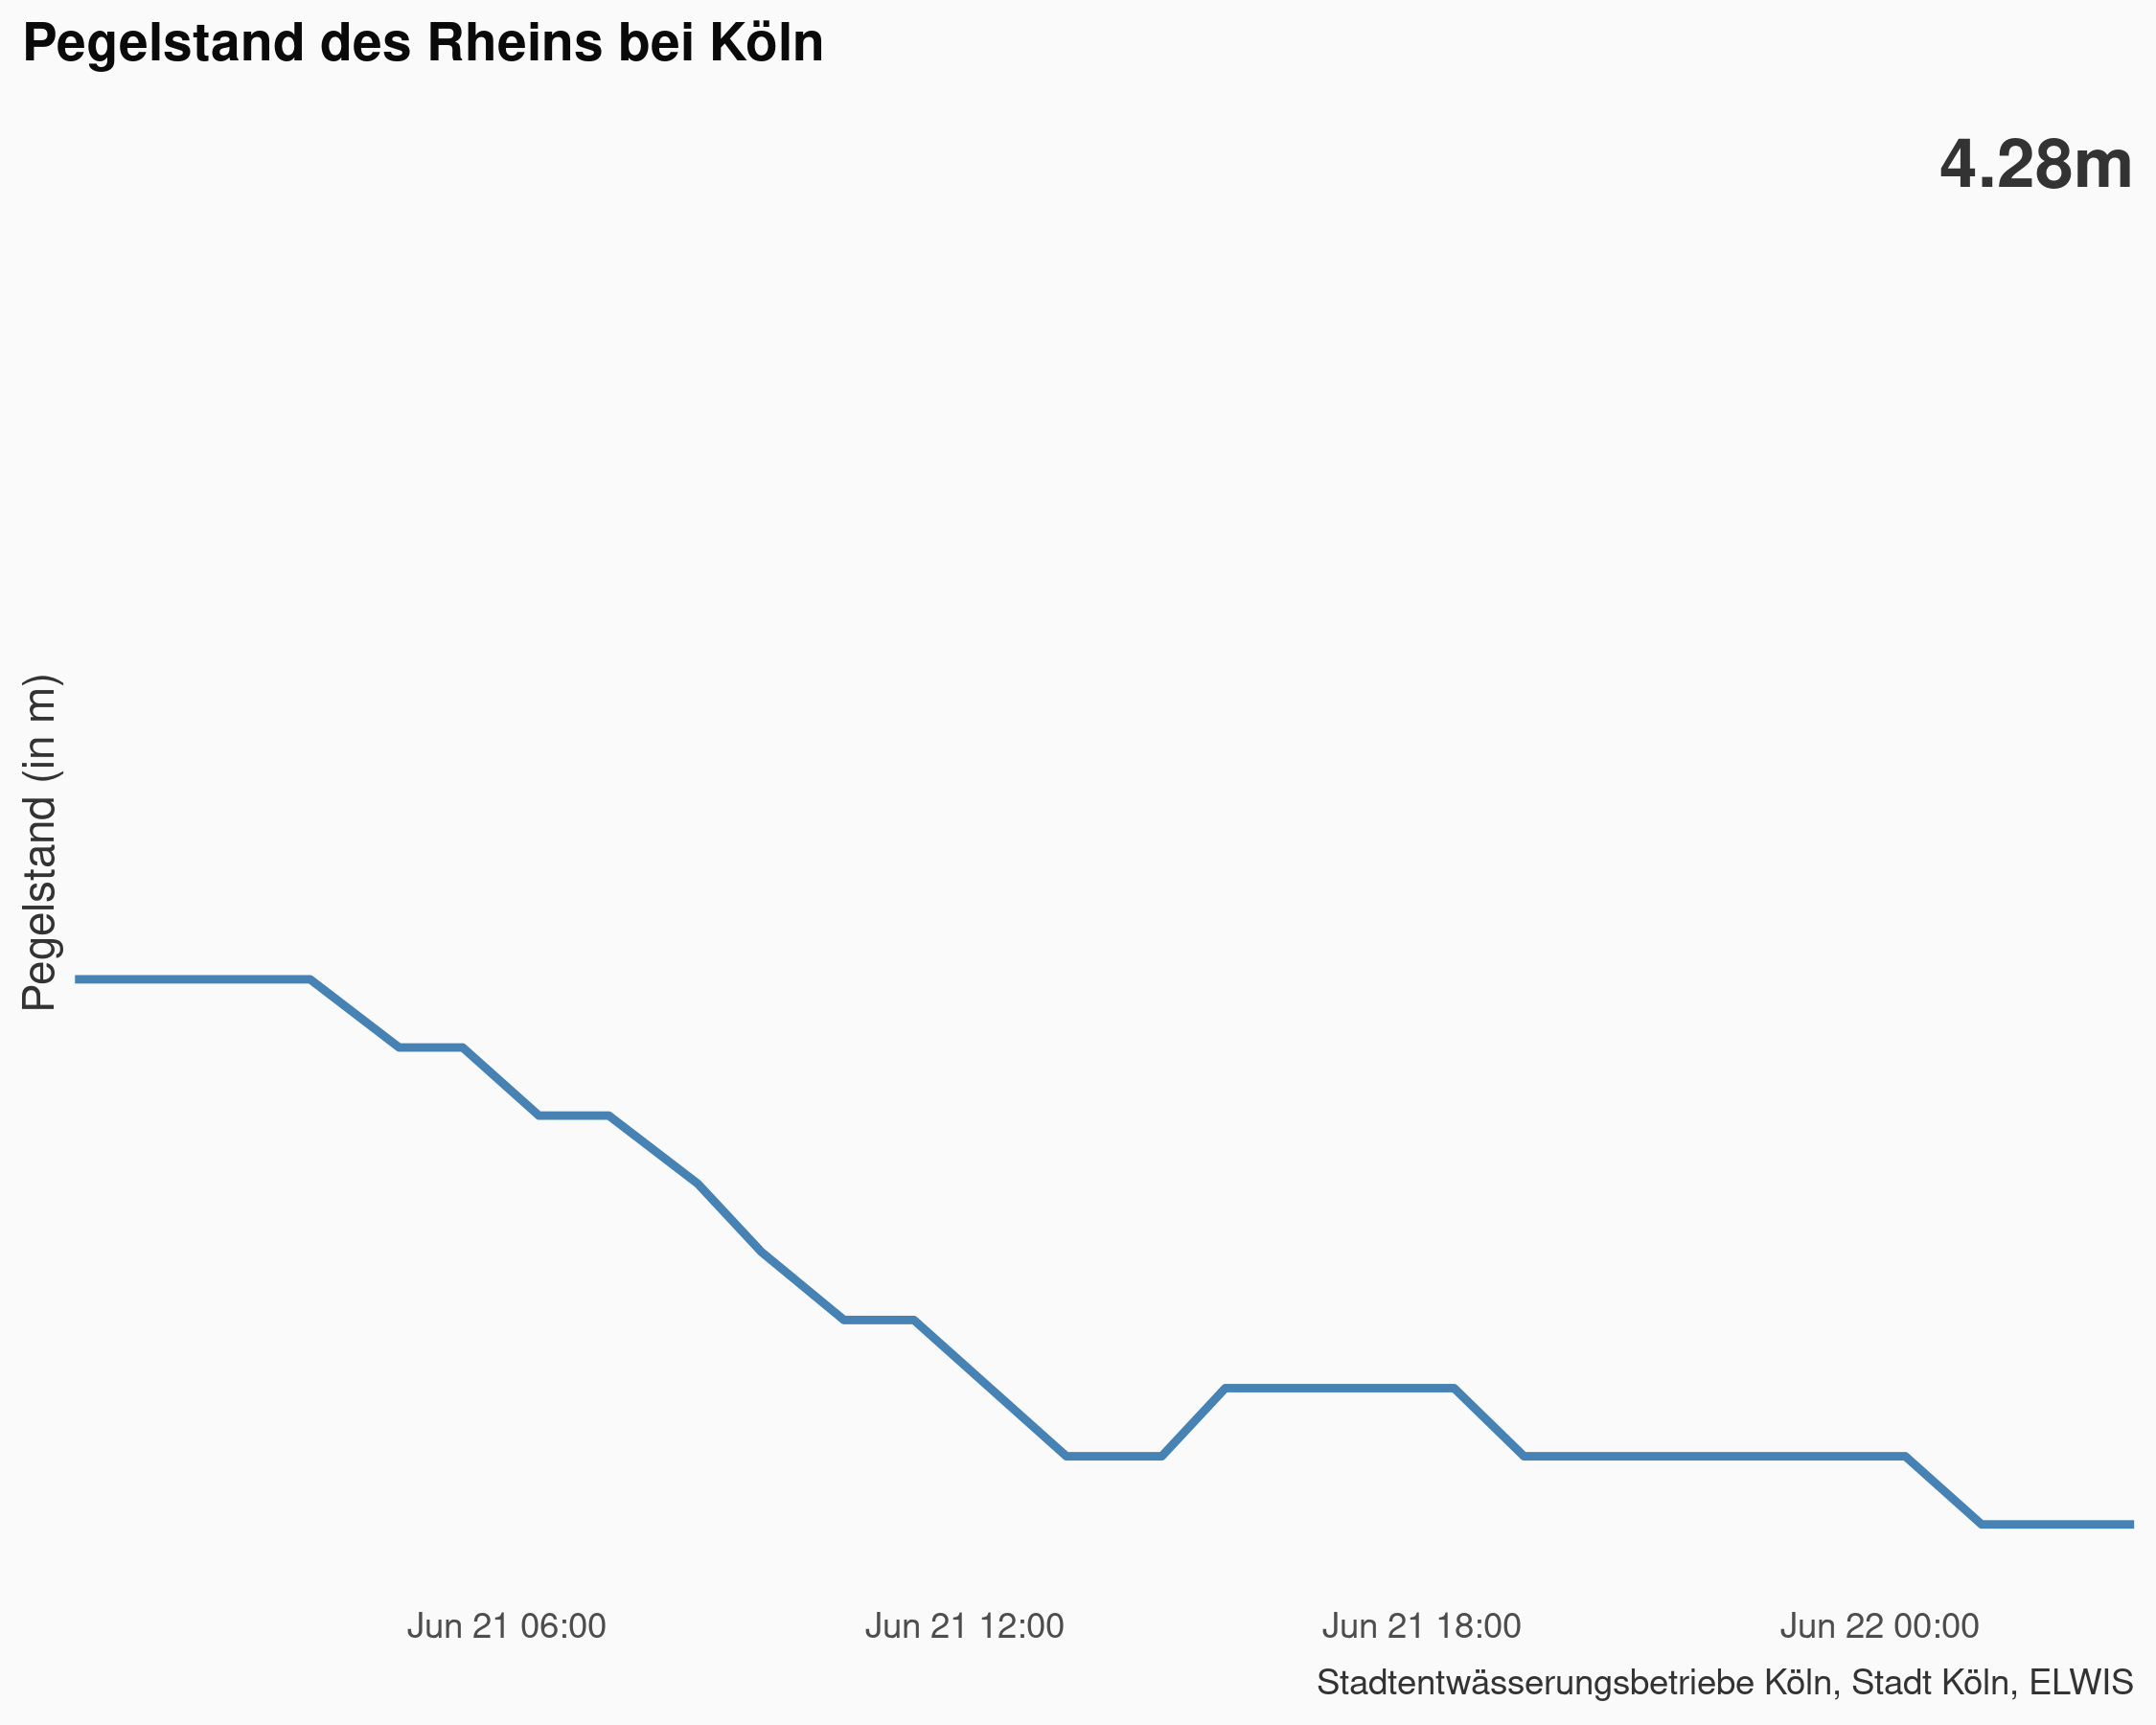 Pegelstand des Rheins bei Köln
4.28m
Pegelstand (in m)
Jun 21 06:00
Jun 21 12:00
Jun 21 18:00
Jun 22 00:00
Stadtentwässerungsbetriebe Köln, Stadt Köln, ELWIS